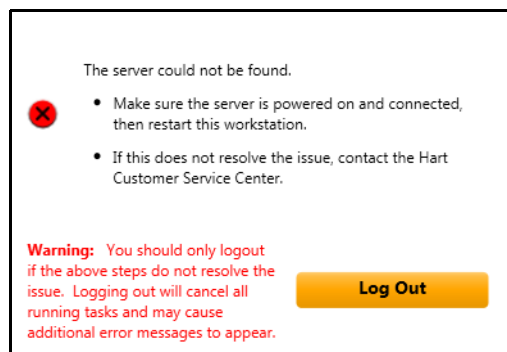 The server could not be found.
• Make sure the server is powered on and connected,
then restart this workstation.
• If this does not resolve the issue, contact the Hart
Customer Service Center.
Warning:  You should only logout
if the above steps do not resolve the
issue.  Logging out will cancel all
running tasks and may cause
additional error messages to appear.
Log Out